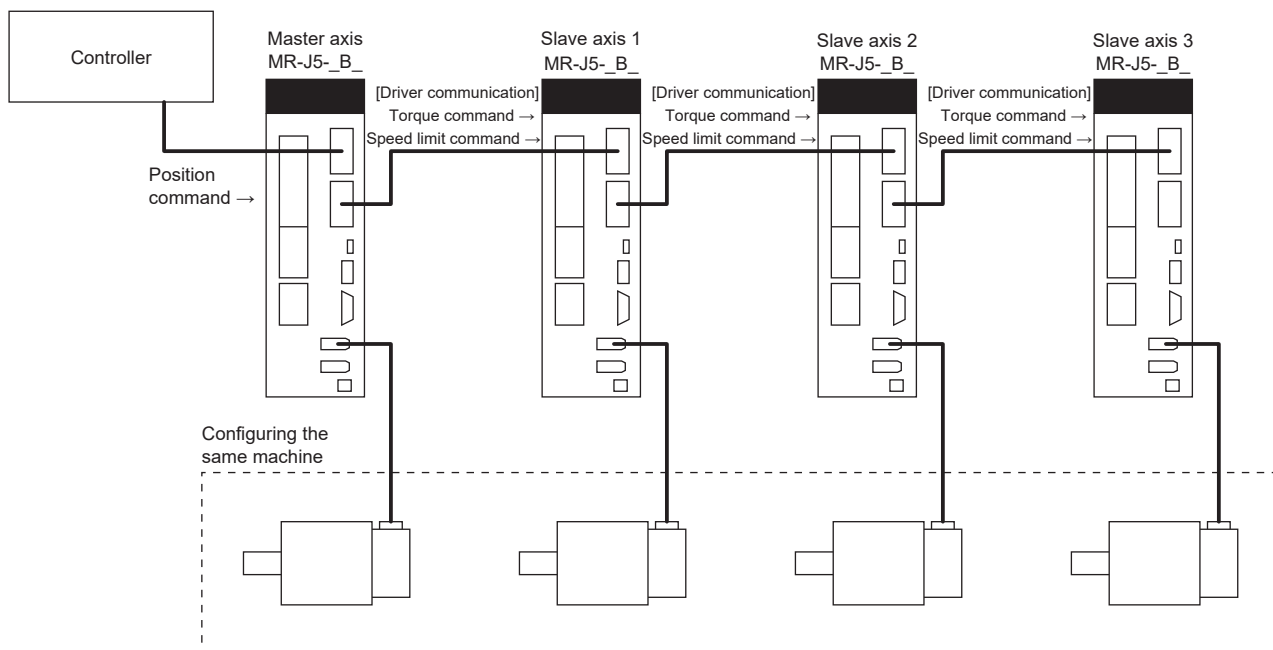 Controller
Master axis
MR-J5-_B_
Slave axis 1
MR-J5-_B_
Slave axis 2
MR-J5-_B_
Slave axis 3
MR-J5-_B_
[Driver communication]
Torque command →
Speed limit command →
[Driver communication]
Torque command →
Speed limit command →
[Driver communication]
Torque command →
Speed limit command →
Position
command →
Configuring the
same machine